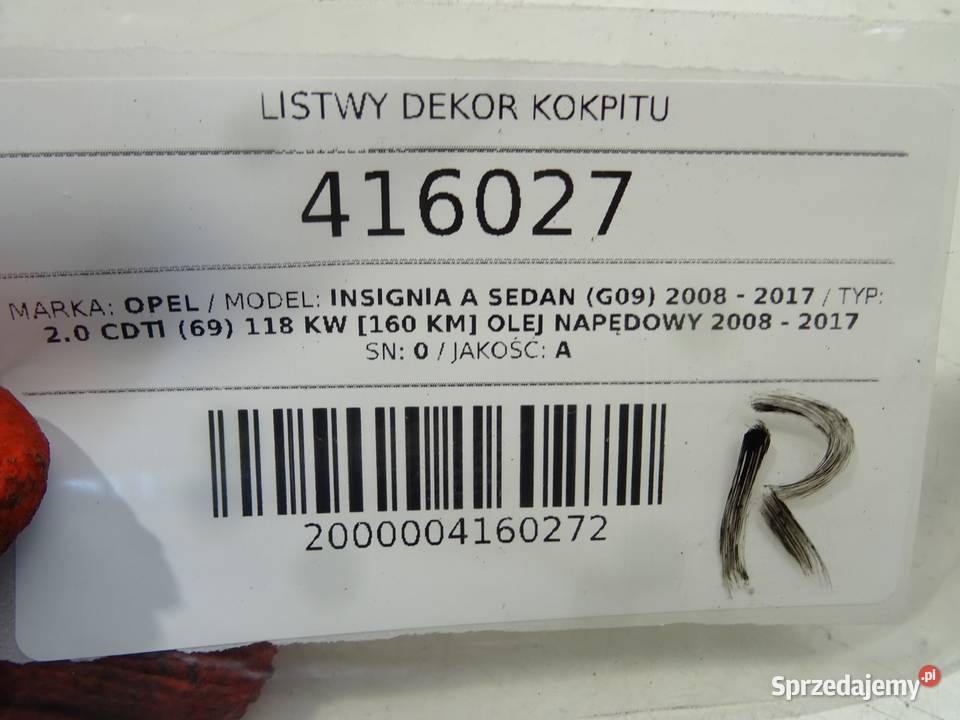 LISTWY DEKOR KOKPITU
416027
MARKA: OPEL / MODEL: INSIGNIA A SEDAN (G09) 2008 - 2017 / TYP:
2.0 CDTI (69) 118 KW [160 KM] OLEJ NAPĘDOWY 2008 - 2017
SN: 0 / JAKOŚĆ: A
2000004160272
R
Sprzedajemy.pl